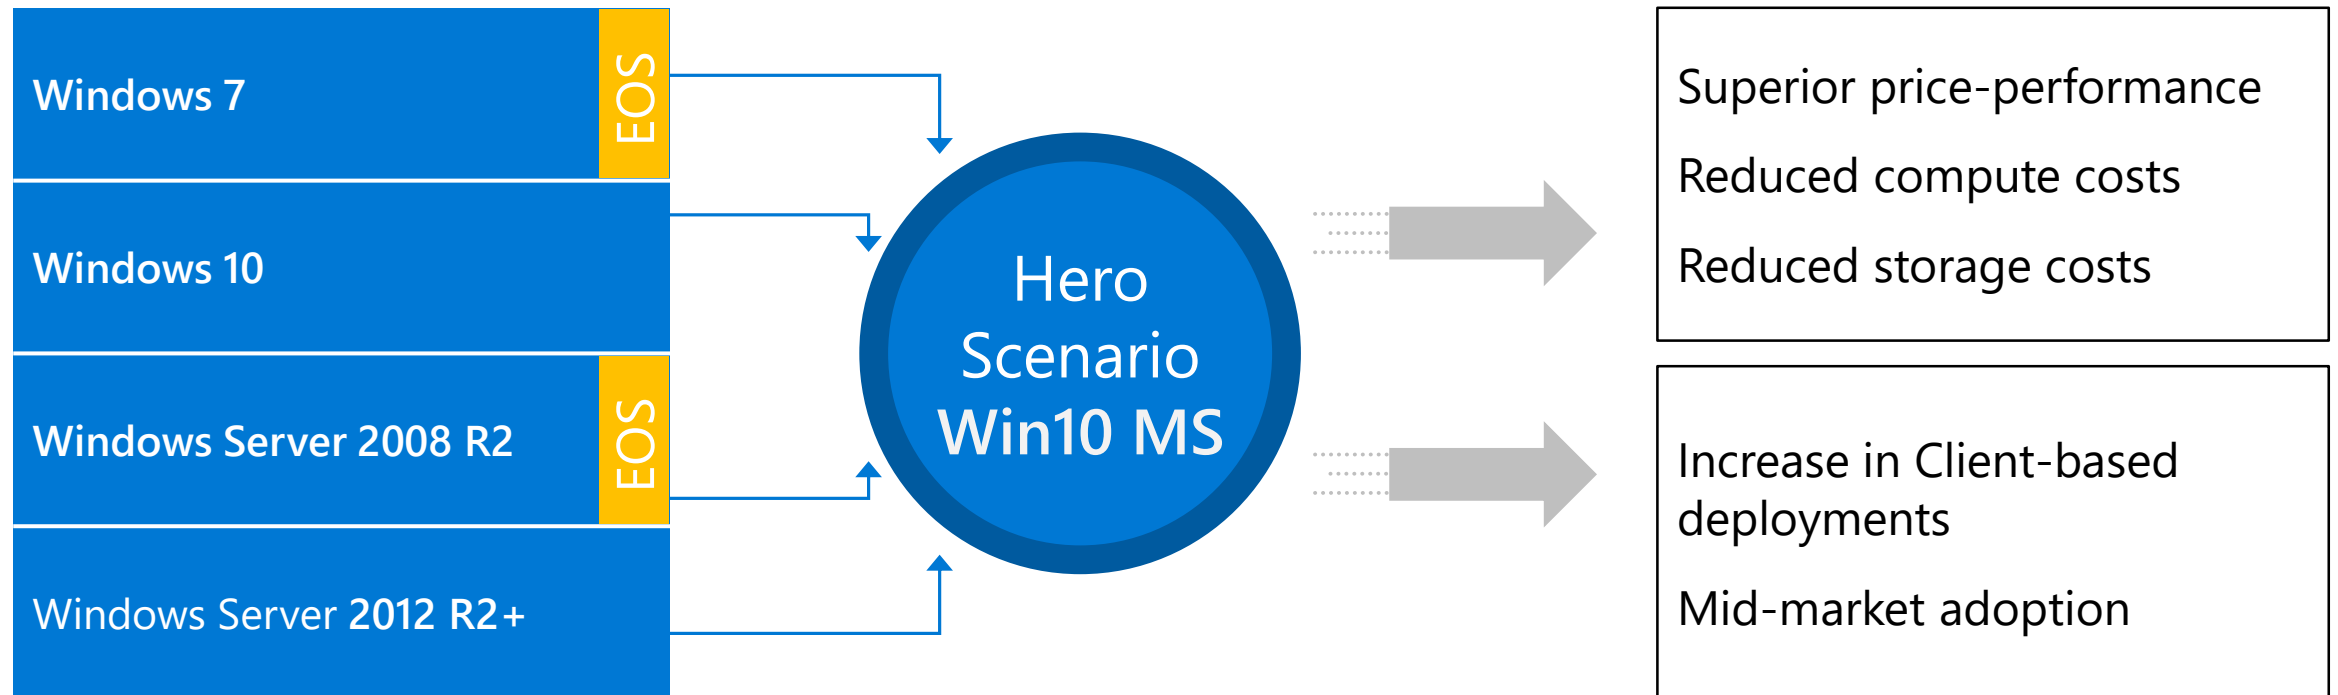 Windows 7
EOS
Windows 10
Windows Server 2008 R2
EOS
Windows Server 2012 R2+
Hero
Scenario
Win10 MS
Superior price-performance
Reduced compute costs
Reduced storage costs
Increase in Client-based
deployments
Mid-market adoption